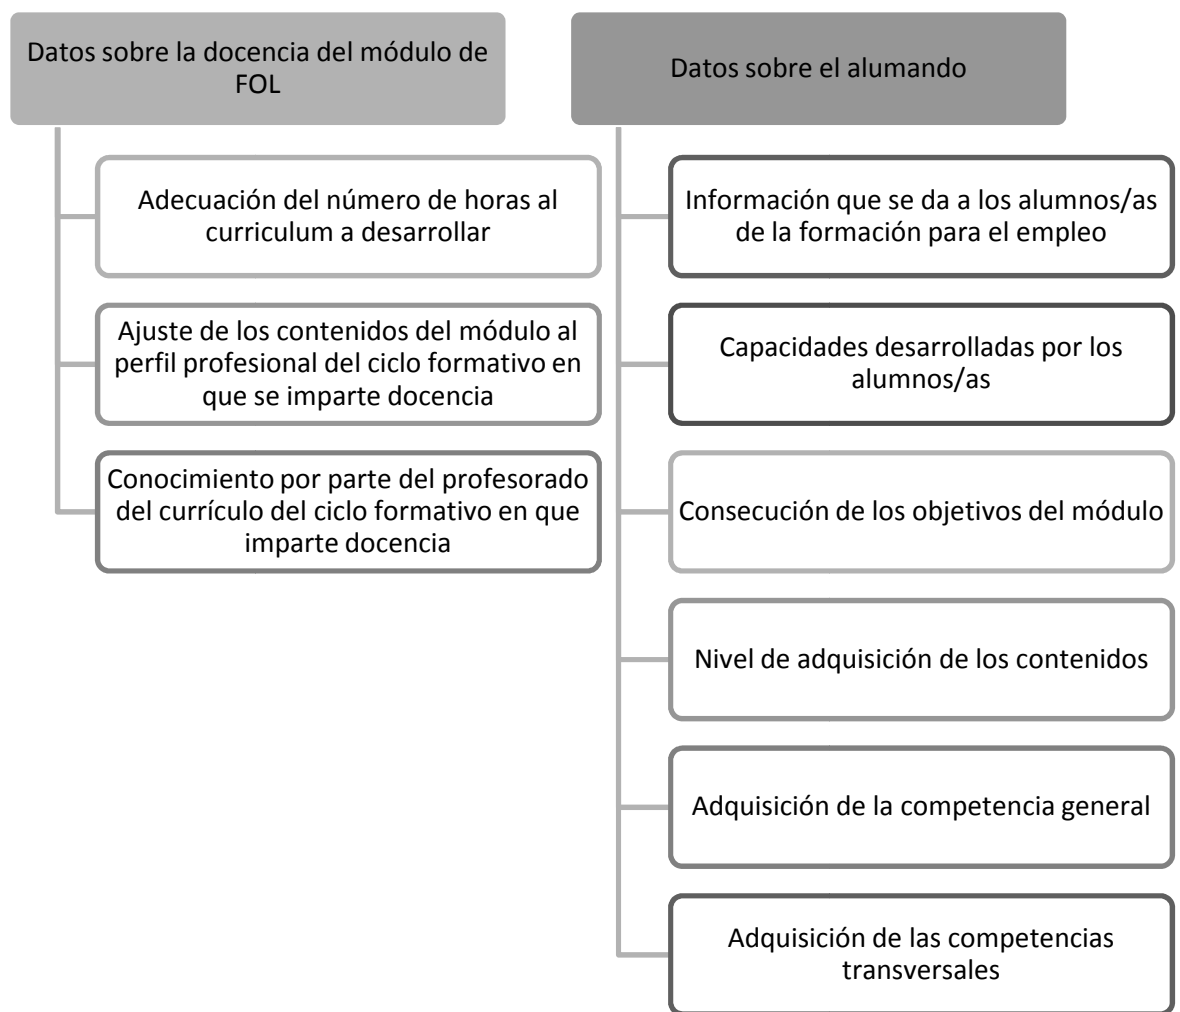 Datos sobre la docencia del módulo de
FOL
Adecuación del número de horas al
curriculum a desarrollar
Ajuste de los contenidos del módulo al
perfil profesional del ciclo formativo en
que se imparte docencia
Conocimiento por parte del profesorado
del currículo del ciclo formativo en que
imparte docencia
Datos sobre el alumando
Información que se da a los alumnos/as
de la formación para el empleo
Capacidades desarrolladas por los
alumnos/as
Consecución de los objetivos del módulo
Nivel de adquisición de los contenidos
Adquisición de la competencia general
Adquisición de las competencias
transversales